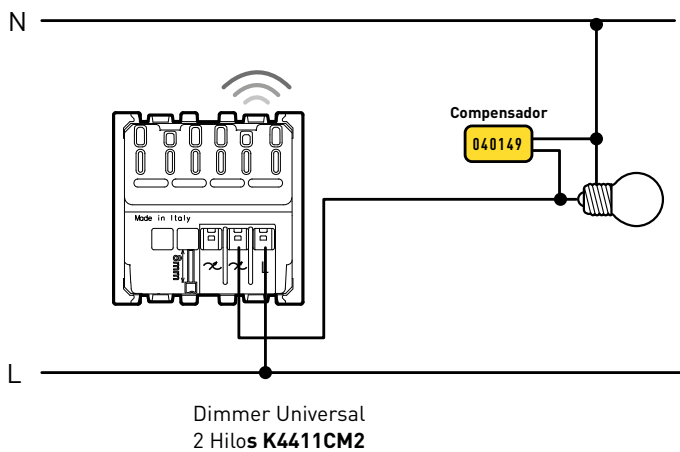 N
Compensador
040149
Made in Italy
8mm
L
L
Dimmer Universal
2 Hilos K4411CM2